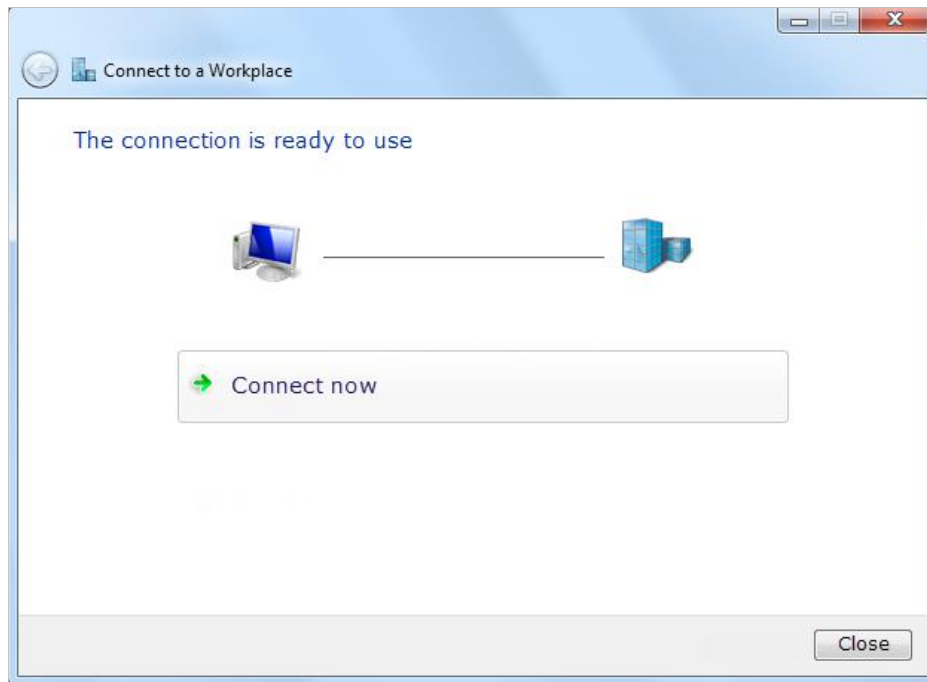 Connect to a Workplace
The connection is ready to use
Connect now
Close